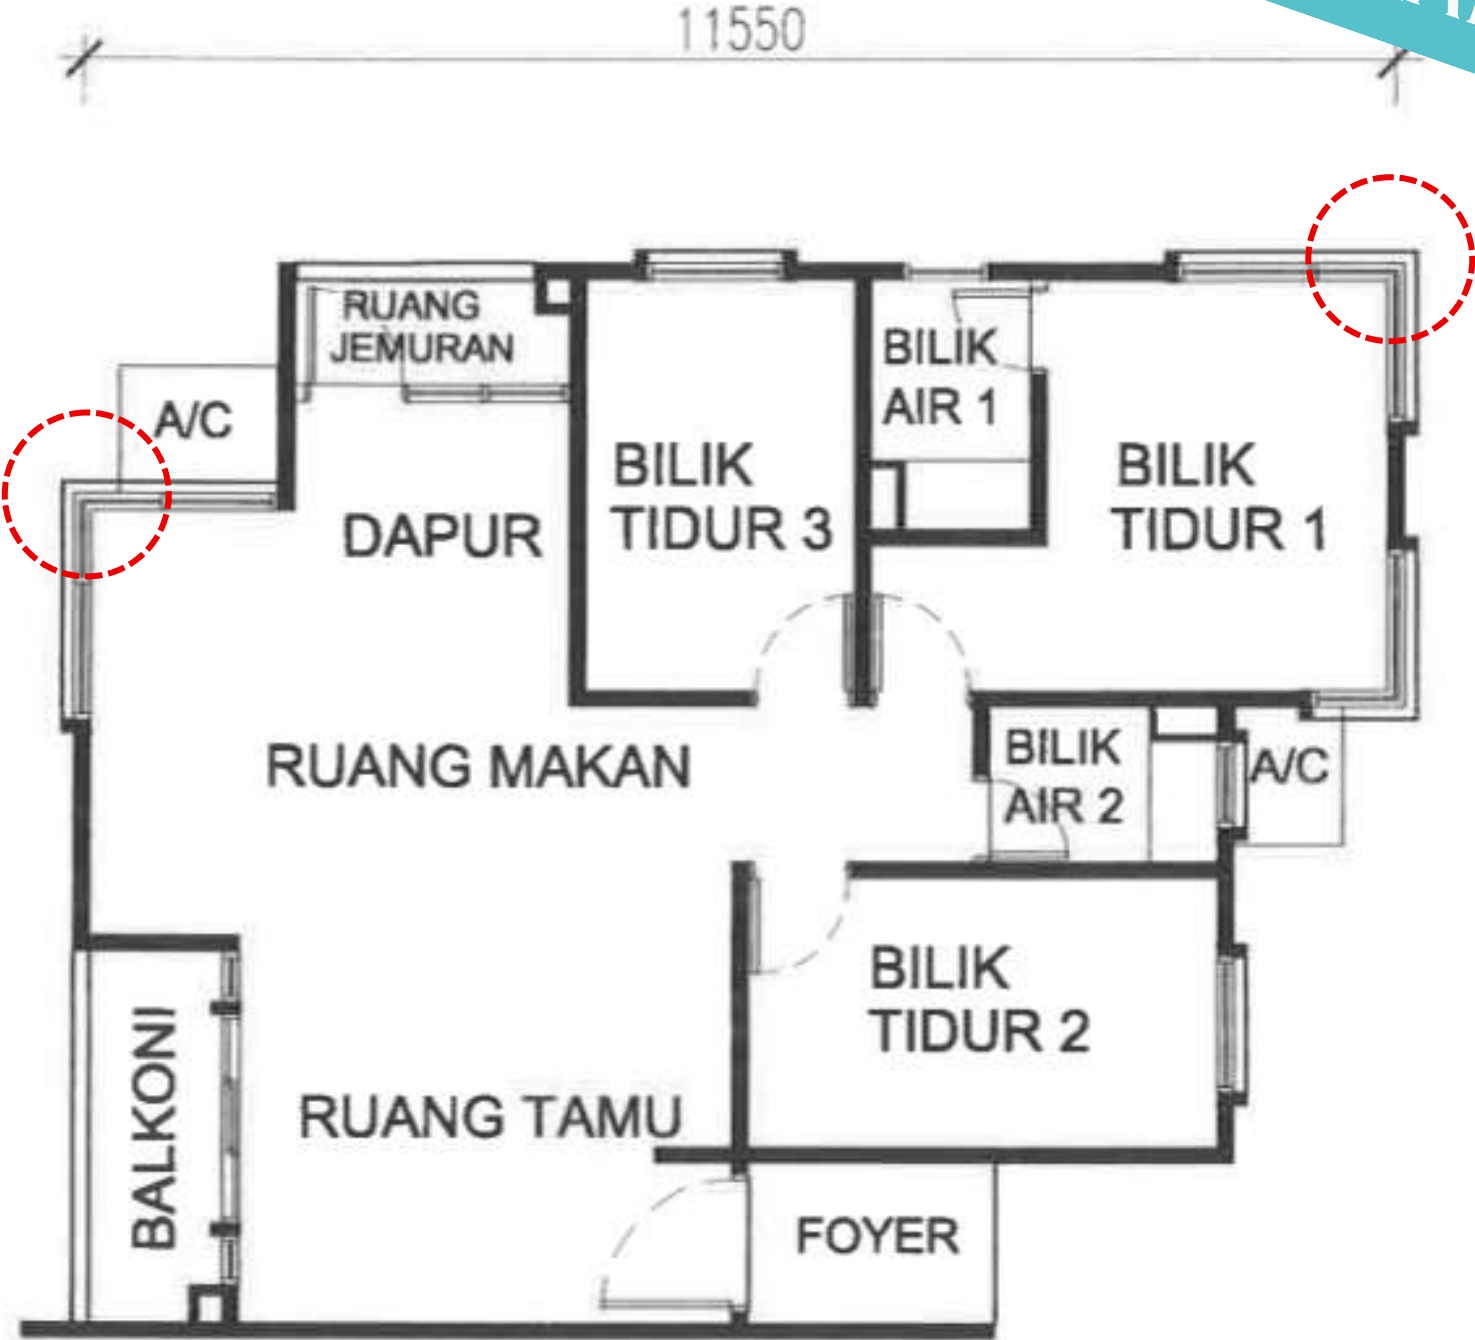 11550
RUANG
JEMURAN
A/C
BILIK
AIR 1
BILIK
TIDUR 3
BILIK
TIDUR 1
DAPUR
RUANG MAKAN
BILIK
AIR 2
A/C
BILIK
TIDUR 2
BALKONI
RUANG TAMU
FOYER